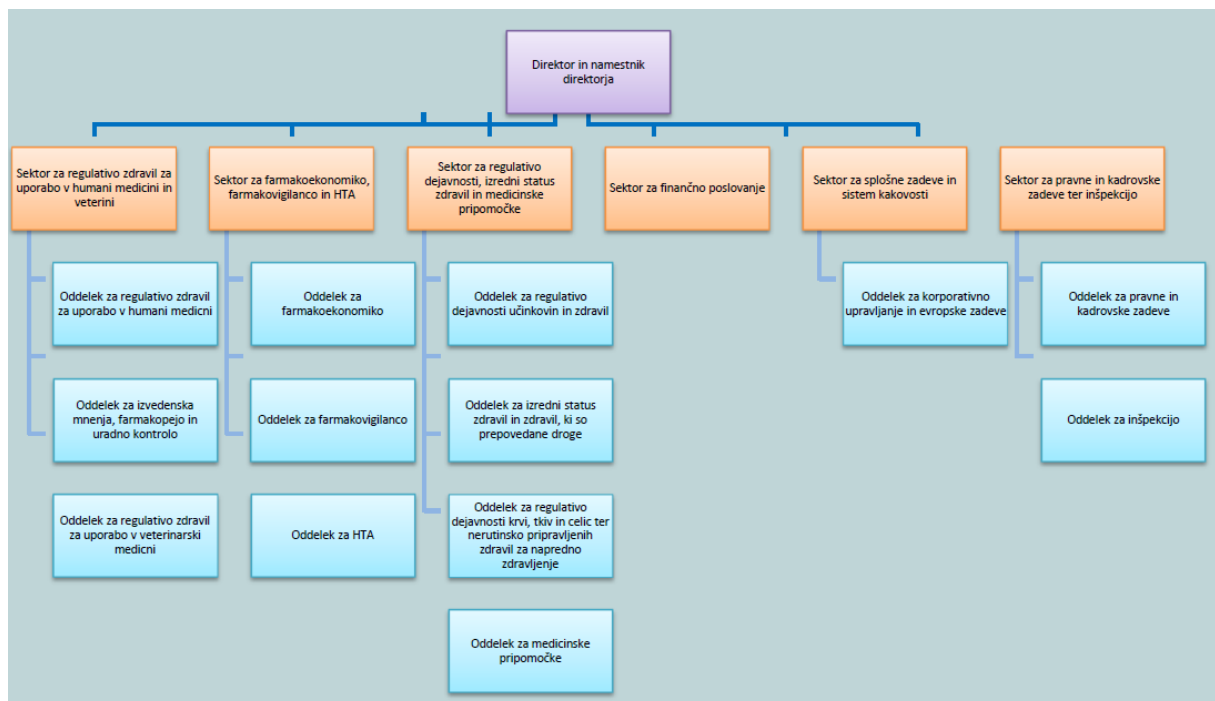 Direktor in namestnik
direktorja
Sektor za regulativo zdravil za
uporabo v humani medicini in
veterini
Sektor za farmakoekonomiko,
farmakovigilanco in HTA
Sektor za regulativo
dejavnosti, izredni status
zdravil in medicinske
pripomočke
Sektor za finančno poslovanje
Sektor za splošne zadeve in
sistem kakovosti
Sektor za pravne in kadrovske
zadeve ter inšpekcijo
Oddelek za regulativo zdravil
za uporabo v humani medicni
Oddelek za
farmakoekonomiko
Oddelek za regulativo
dejavnosti učinkovin in zdravil
Oddelek za korporativno
upravljanje in evropske zadeve
Oddelek za pravne in
kadrovske zadeve
Oddelek za izvedenska
mnenja, farmakopejo in
uradno kontrolo
Oddelek za farmakovigilanco
Oddelek za izredni status
zdravil in zdravil, ki so
prepovedane droge
Oddelek za inšpekcijo
Oddelek za regulativo zdravil
za uporabo v veterinarski
medicni
Oddelek za HTA
Oddelek za regulativo
dejavnosti krvi, tkiv in celic ter
nerutinsko pripravljenih
zdravil za napredno
zdravljenje
Oddelek za medicinske
pripomočke